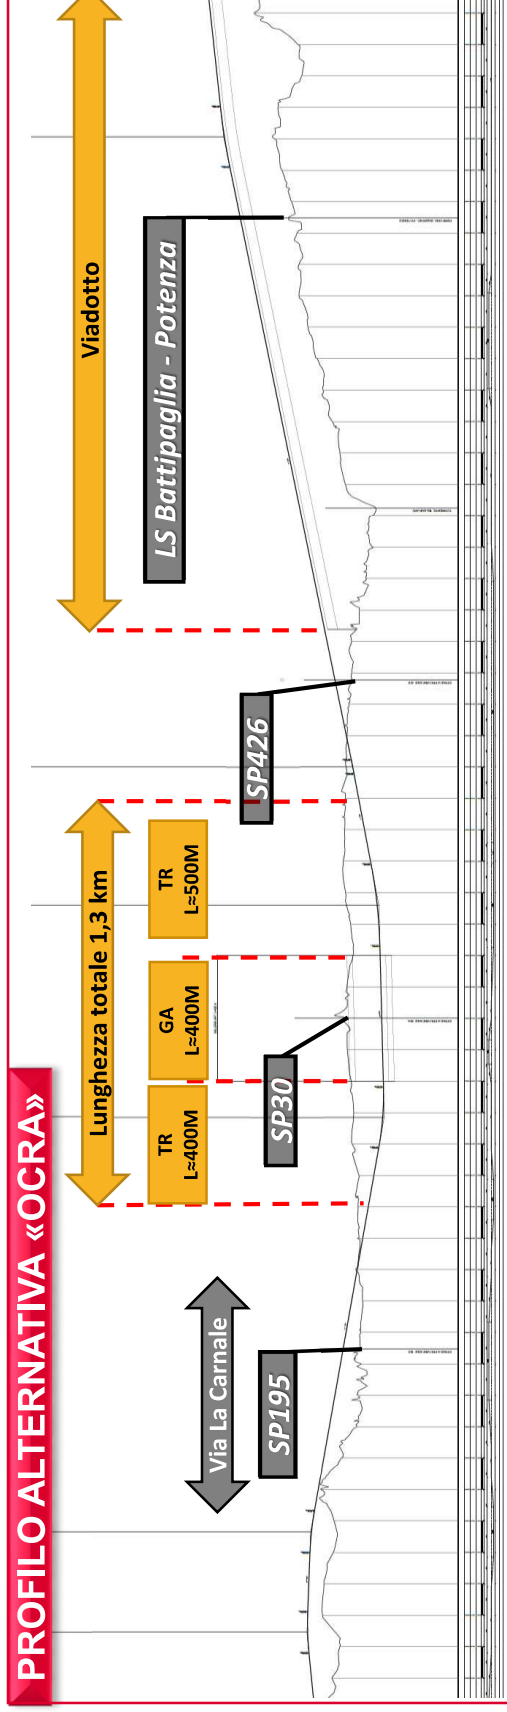 PROFILO ALTERNATIVA «OCRA»
Via La Carnale
SP195
Lunghezza totale 1,3 km
TR
L≈400M
GA
L≈400M
TR
L≈500M
SP30
SP426
Viadotto
LS Battipaglia - Potenza